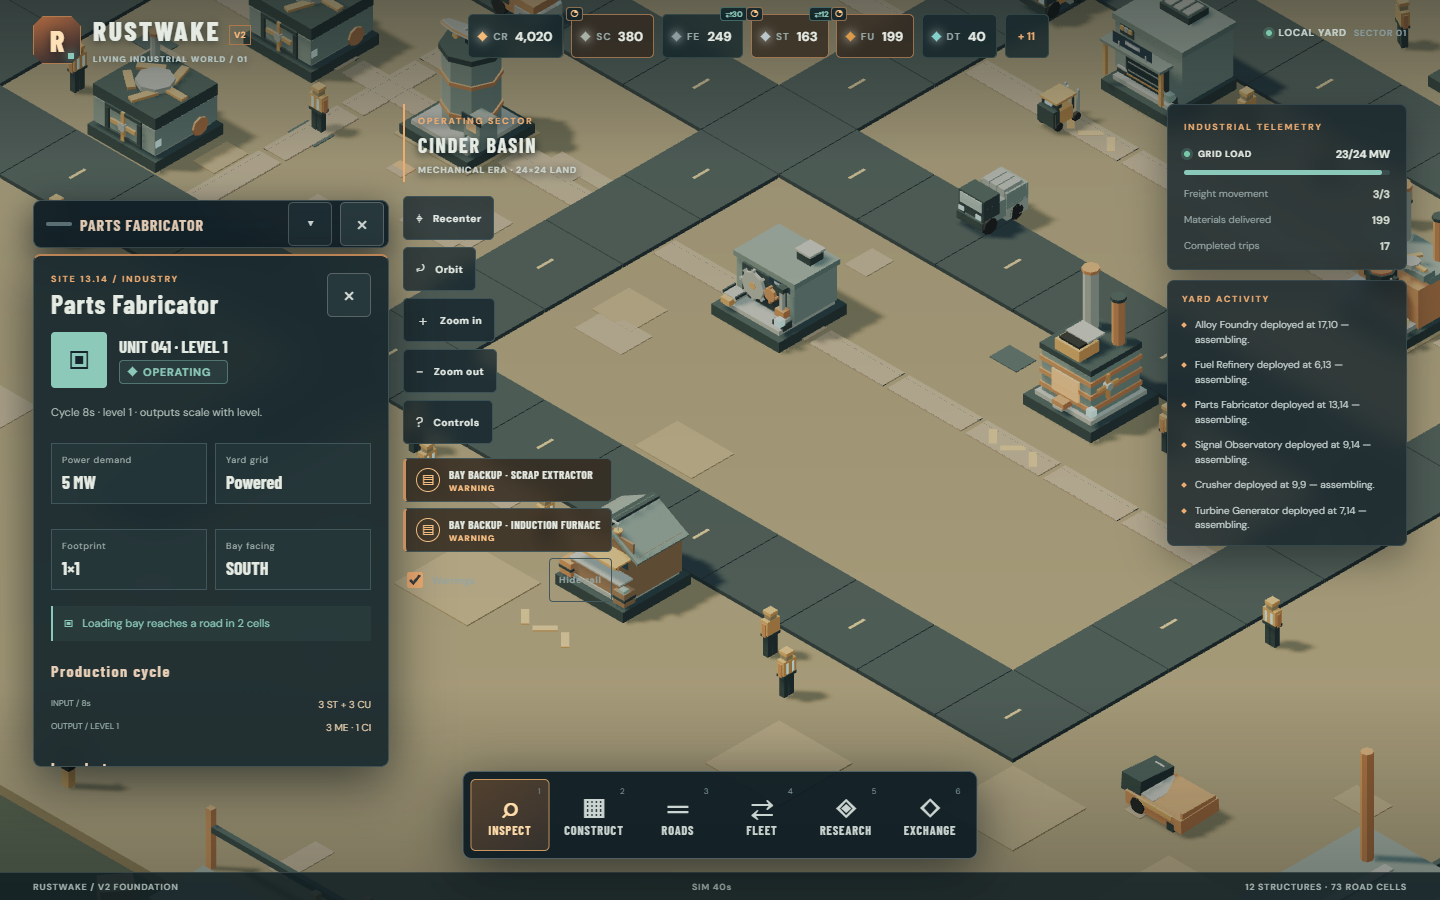 R
RUSTWAKE V2
LIVING INDUSTRIAL WORLD / 01
CR 4,020
SC 380
FE 249
⇄30
ST 163
⇄12
FU 199
DT 40
+11
LOCAL YARD SECTOR 01
OPERATING SECTOR
CINDER BASIN
MECHANICAL ERA · 24×24 LAND
PARTS FABRICATOR
SITE 13.14 / INDUSTRY
Parts Fabricator
UNIT 041 · LEVEL 1
OPERATING
Cycle 8s · level 1 · outputs scale with level.
Power demand
5 MW
Yard grid
Powered
Footprint
1×1
Bay facing
SOUTH
Loading bay reaches a road in 2 cells
Production cycle
INPUT / 8s 3 ST + 3 CU
OUTPUT / LEVEL 1 3 ME · 1 CI
Recenter
Orbit
+ Zoom in
− Zoom out
? Controls
BAY BACKUP · SCRAP EXTRACTOR
WARNING
BAY BACKUP · INDUCTION FURNACE
WARNING
Hide all
INDUSTRIAL TELEMETRY
GRID LOAD 23/24 MW
Freight movement 3/3
Materials delivered 199
Completed trips 17
YARD ACTIVITY
Alloy Foundry deployed at 17,10 —
assembling.
Fuel Refinery deployed at 6,13 —
assembling.
Parts Fabricator deployed at 13,14 —
assembling.
Signal Observatory deployed at 9,14 —
assembling.
Crusher deployed at 9,9 — assembling.
Turbine Generator deployed at 7,14 —
assembling.
1
INSPECT
2
CONSTRUCT
3
ROADS
4
FLEET
5
RESEARCH
6
EXCHANGE
RUSTWAKE / V2 FOUNDATION
SIM 40s
12 STRUCTURES · 73 ROAD CELLS